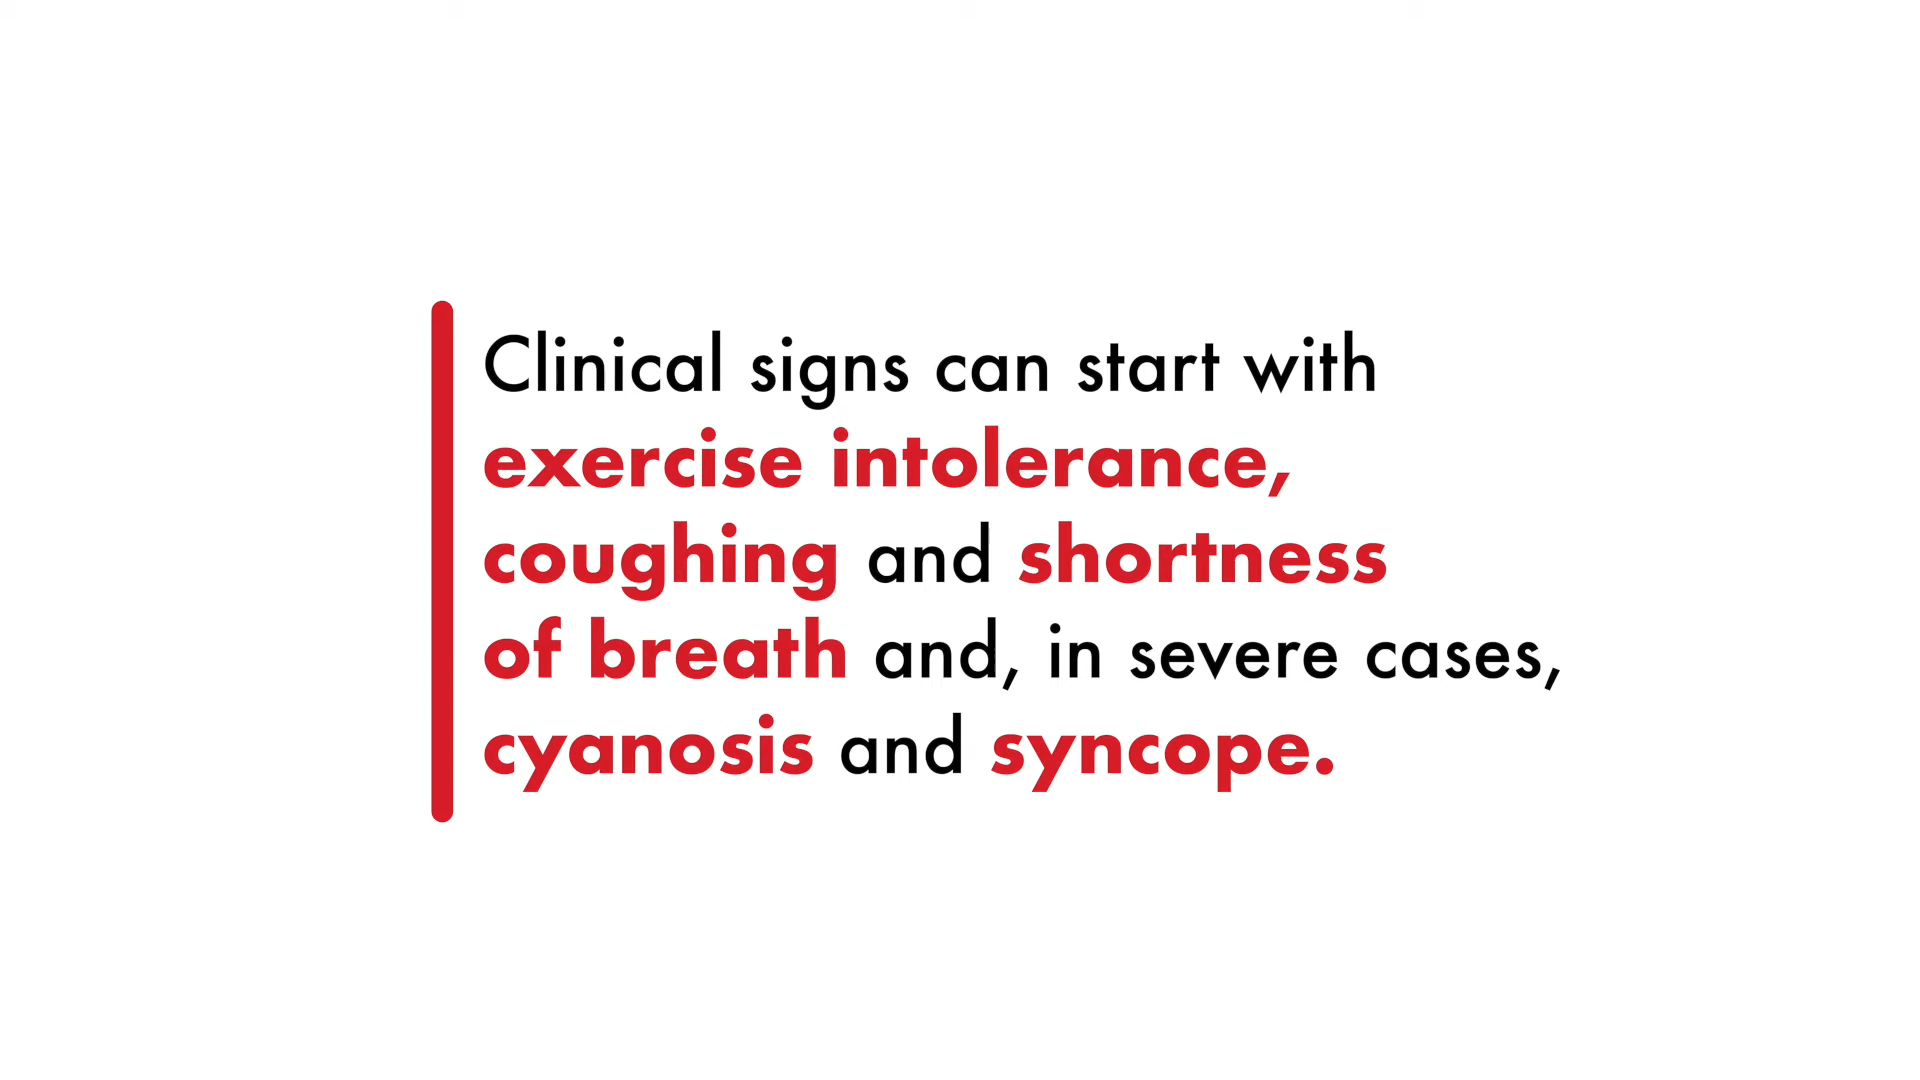 Clinical signs can start with
exercise intolerance,
coughing and shortness
of breath and, in severe cases,
cyanosis and syncope.